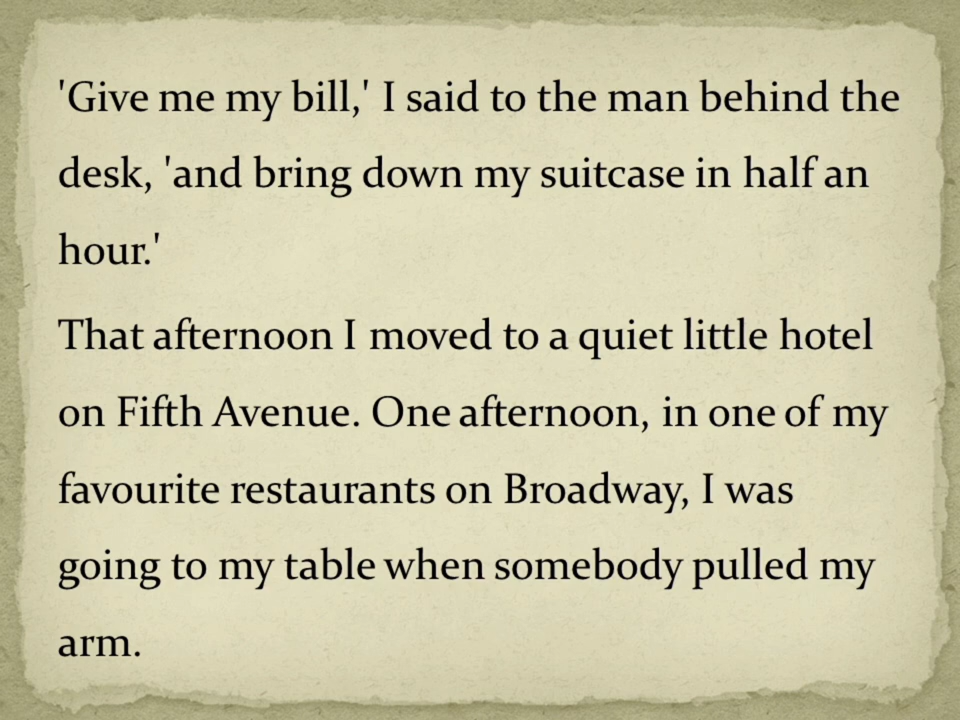 'Give me my bill,' I said to the man behind the
desk, 'and bring down my suitcase in half an
hour.'
That afternoon I moved to a quiet little hotel
on Fifth Avenue. One afternoon, in one of my
favourite restaurants on Broadway, I was
going to my table when somebody pulled my
arm.